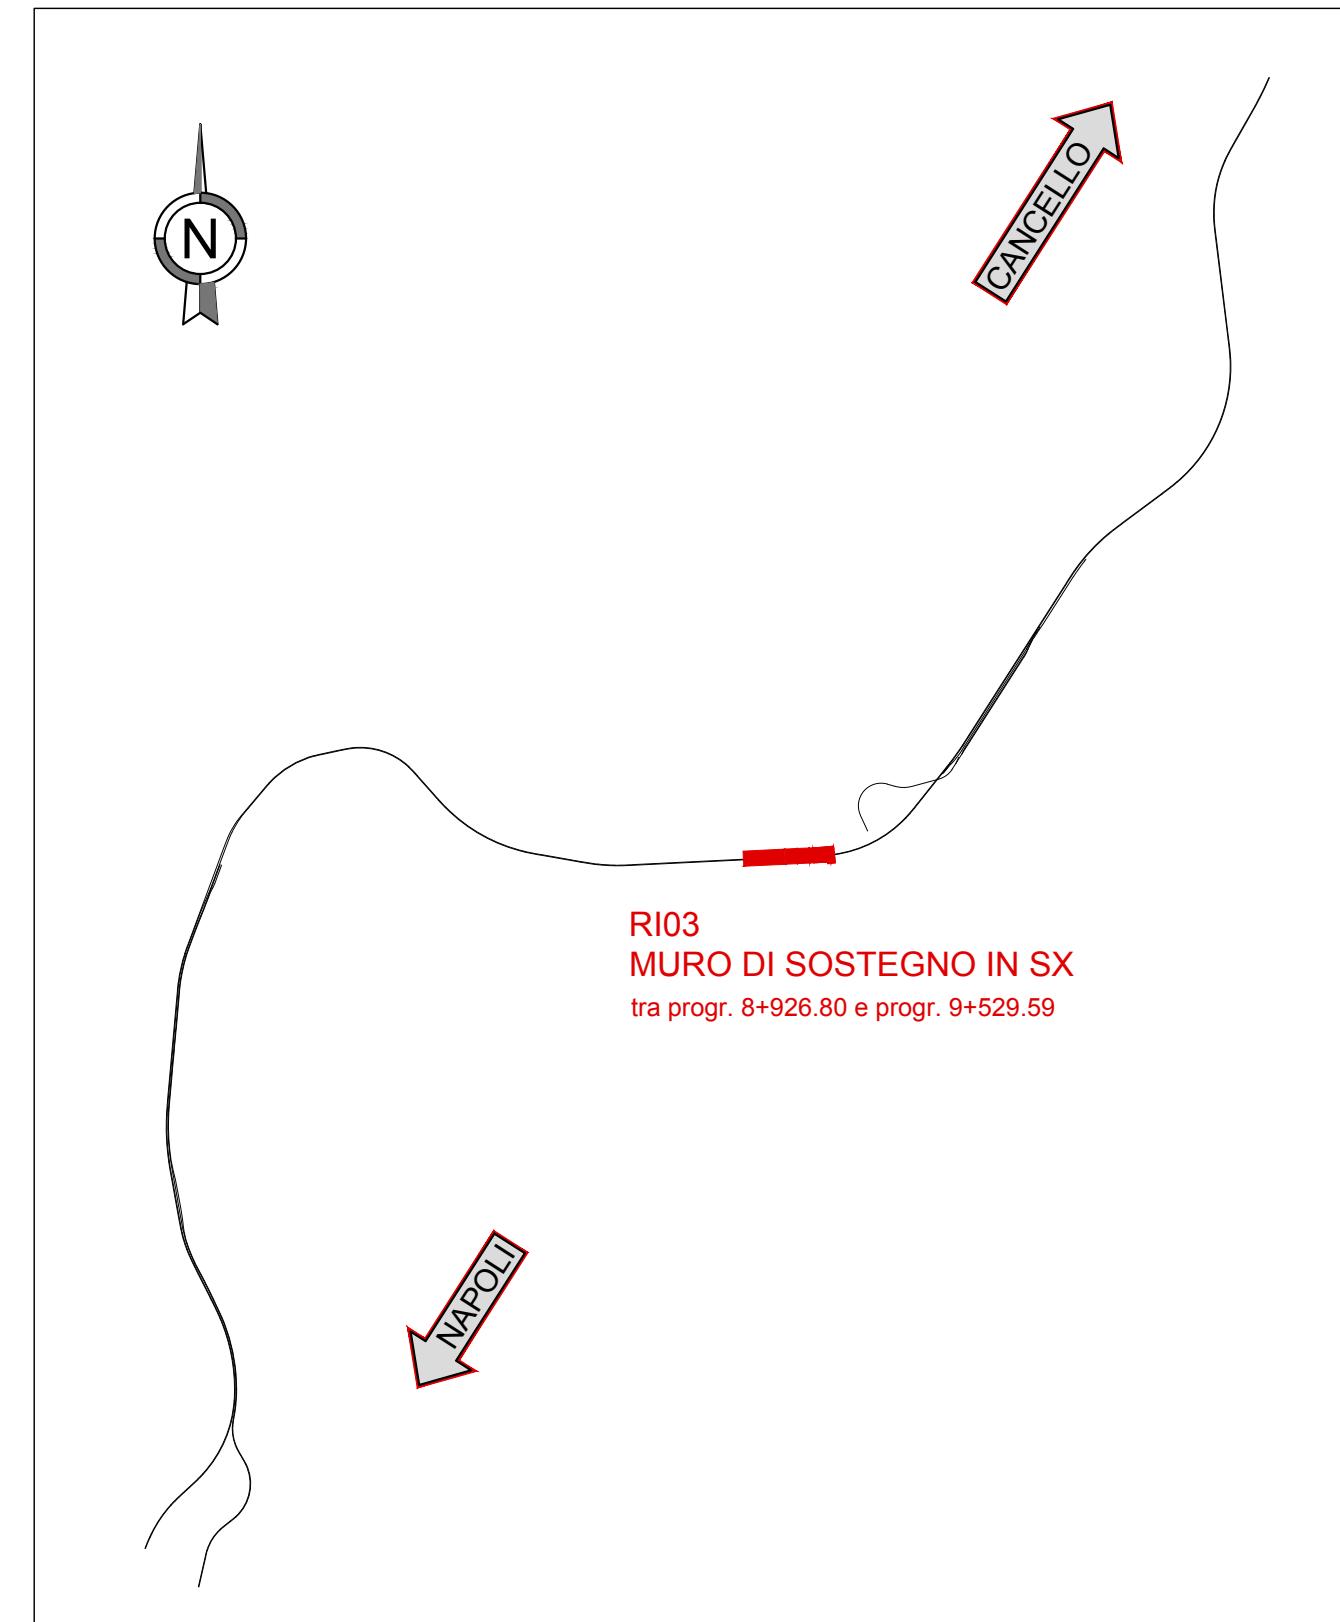 N
CANCELLO
RI03
MURO DI SOSTEGNO IN SX
tra progr. 8+926.80 e progr. 9+529.59
NAPOLI